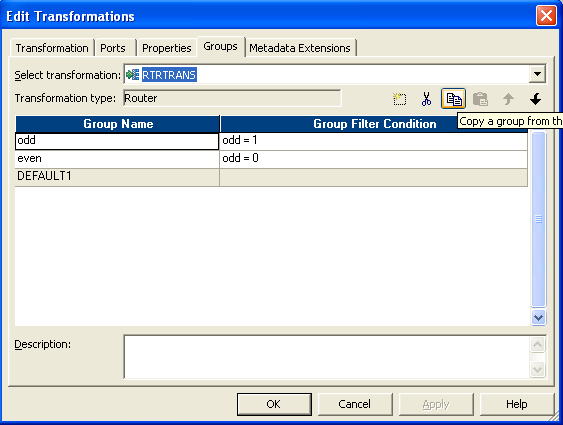 Edit Transformations
Transformation Ports Properties Groups Metadata Extensions
Select transformation: RTRTRANS
Transformation type: Router
Copy a group from th
Group Name Group Filter Condition
odd odd = 1
even odd = 0
DEFAULT1
Description:
OK Cancel Apply Help